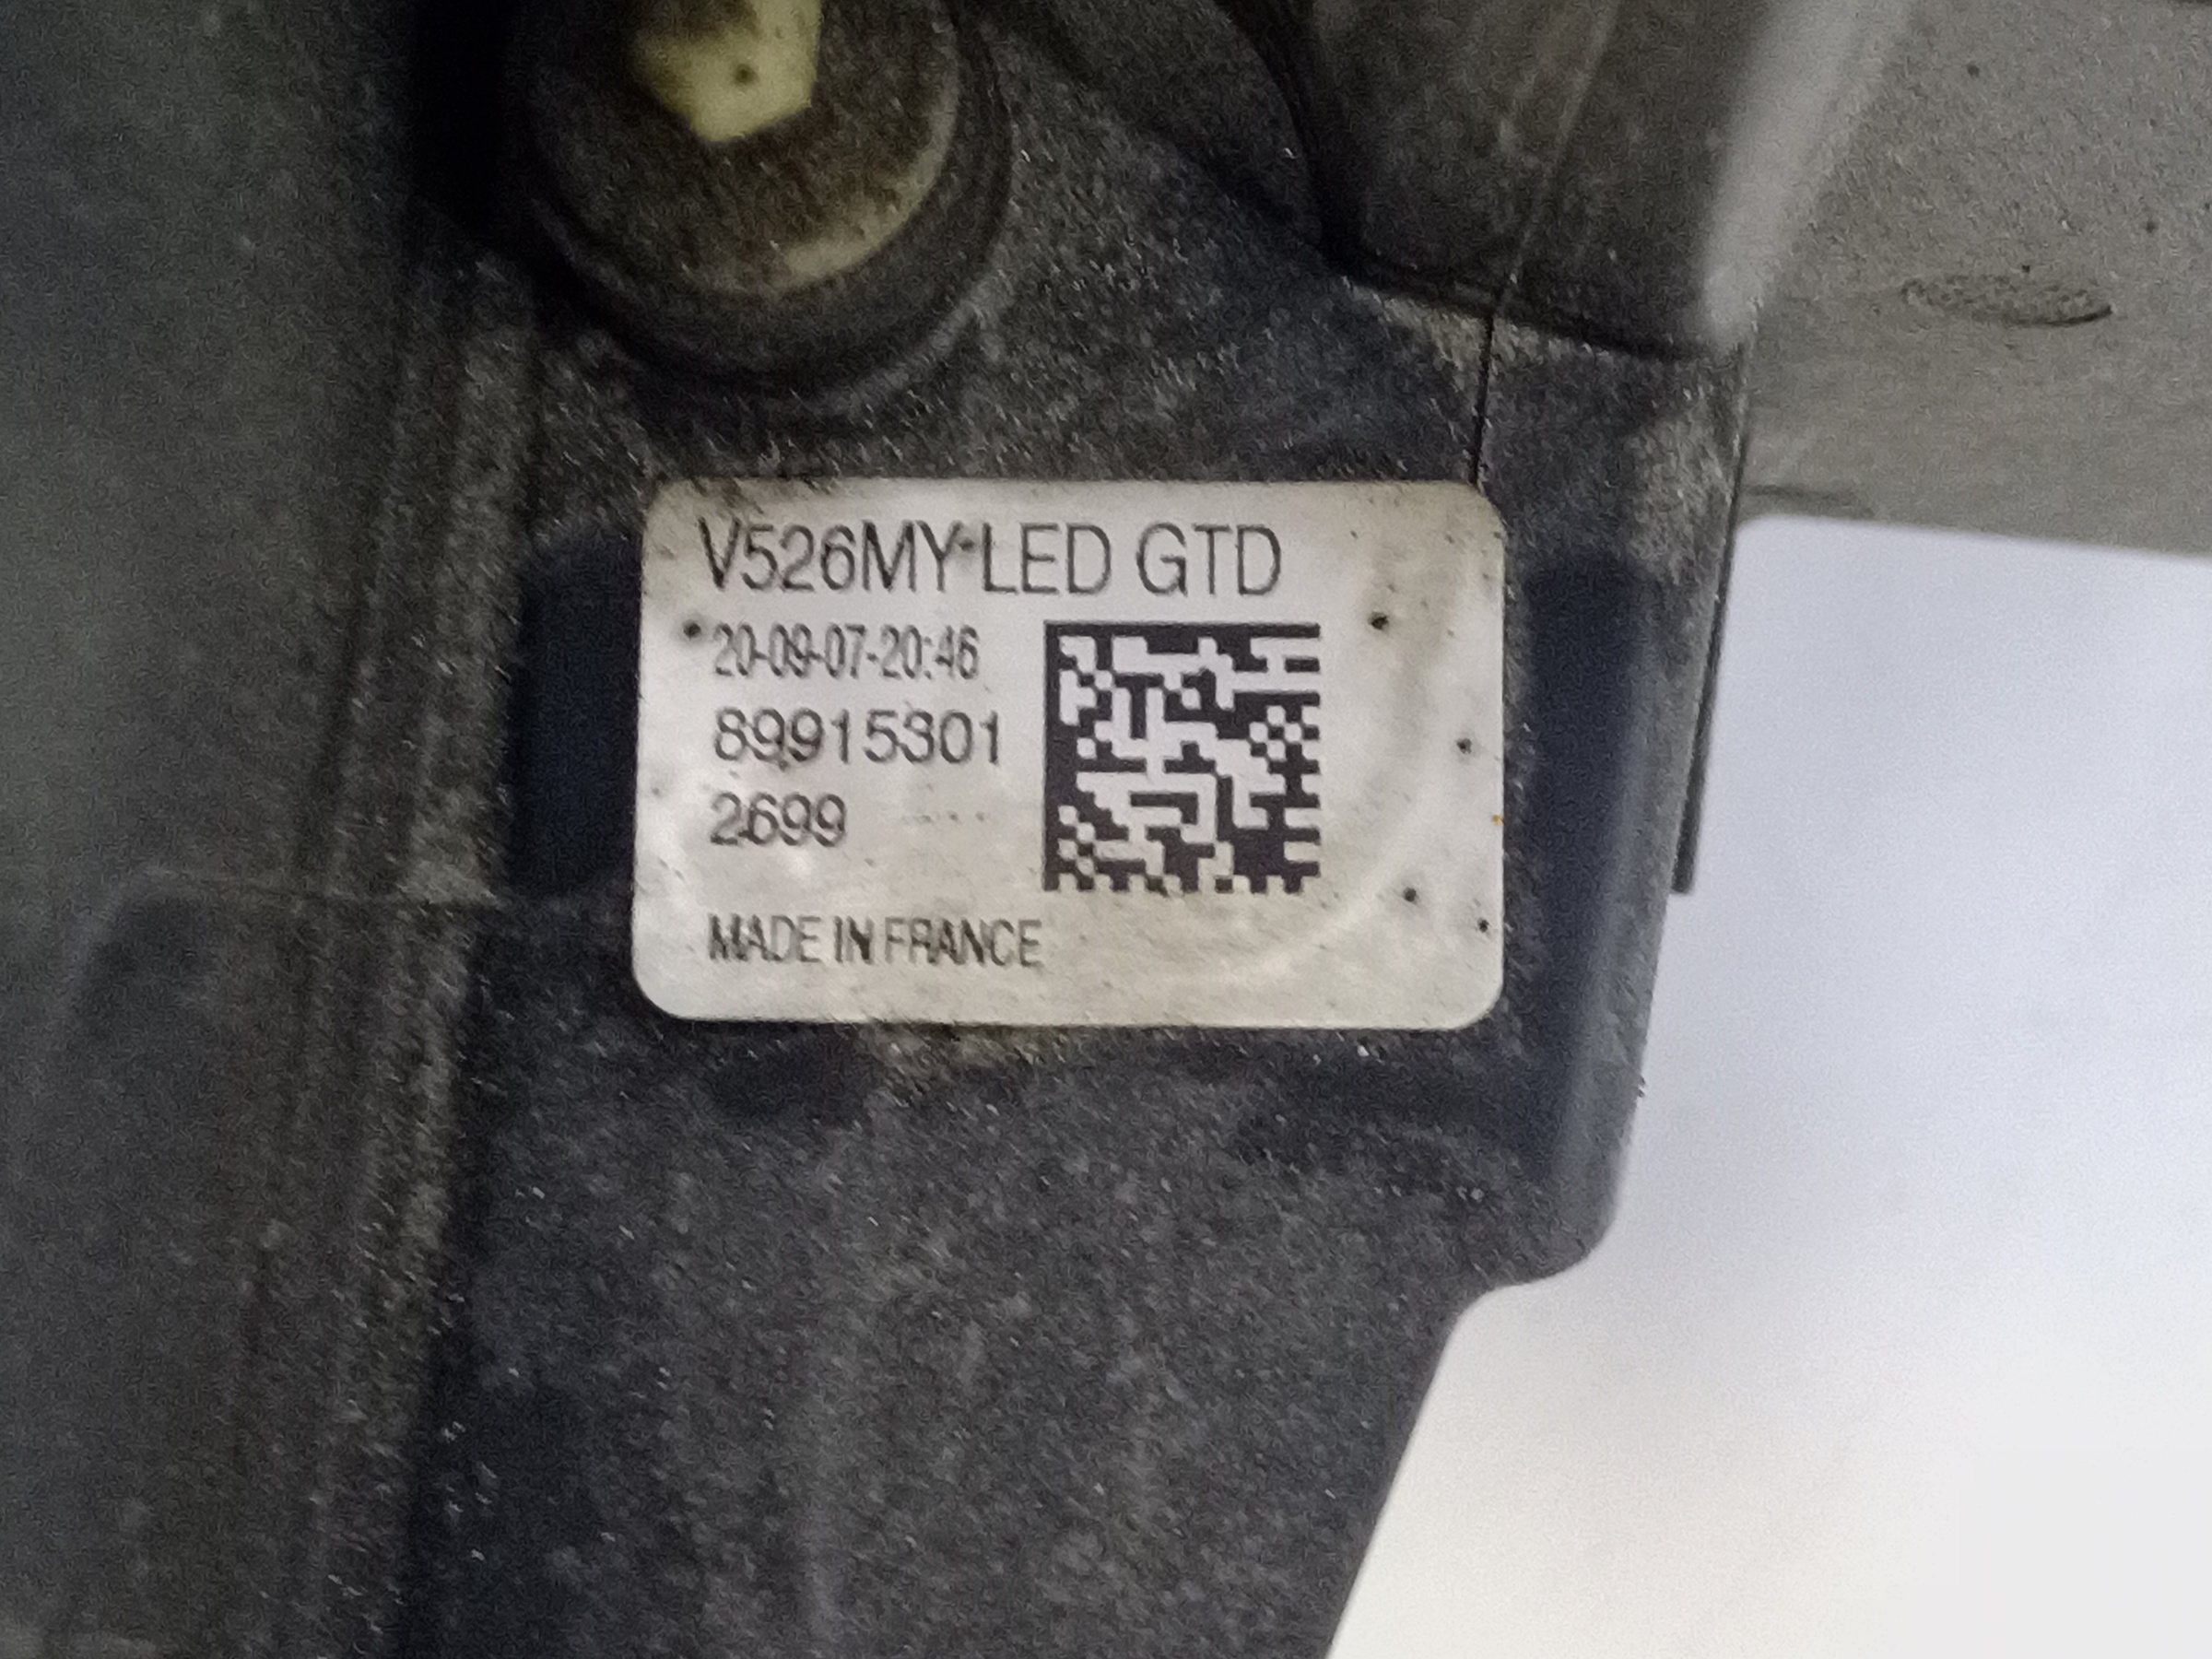 V526MY LED GTD
20-09-07-20:46
89915301
2699
MADE IN FRANCE